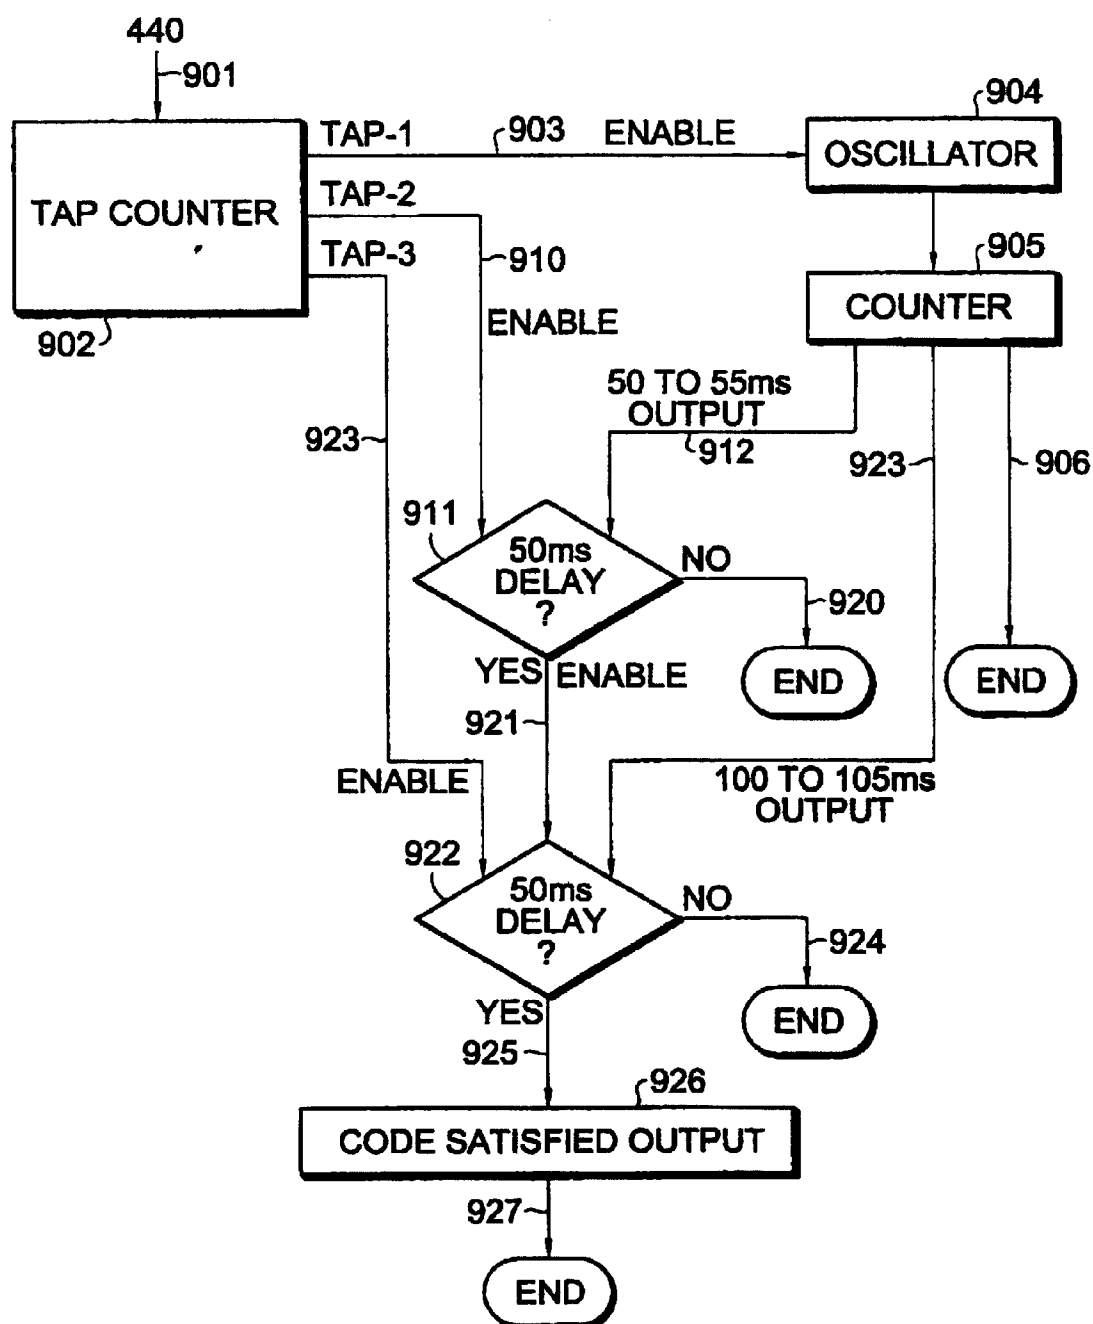 440
901
904
TAP-1
903
ENABLE
OSCILLATOR
TAP COUNTER
TAP-2
TAP-3
910
905
COUNTER
902
ENABLE
50 TO 55ms
OUTPUT
923
912
923
906
911
50ms
DELAY
?
NO
920
YES
ENABLE
END
END
921
ENABLE
100 TO 105ms
OUTPUT
922
50ms
DELAY
?
NO
924
YES
END
925
926
CODE SATISFIED OUTPUT
927
END